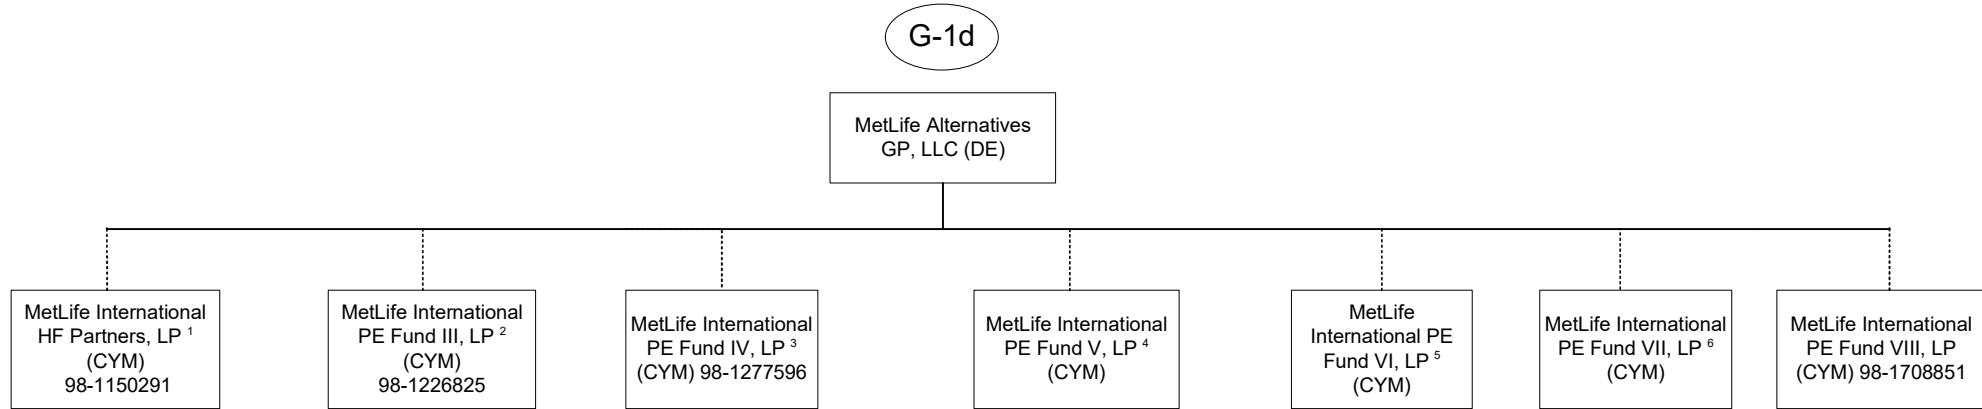 G-1d
MetLife Alternatives
GP, LLC (DE)
MetLife International
HF Partners, LP ¹
(CYM)
98-1150291
MetLife International
PE Fund III, LP ²
(CYM)
98-1226825
MetLife International
PE Fund IV, LP ³
(CYM) 98-1277596
MetLife International
PE Fund V, LP ⁴
(CYM)
MetLife
International PE
Fund VI, LP ⁵
(CYM)
MetLife International
PE Fund VII, LP ⁶
(CYM)
MetLife International
PE Fund VIII, LP
(CYM) 98-1708851